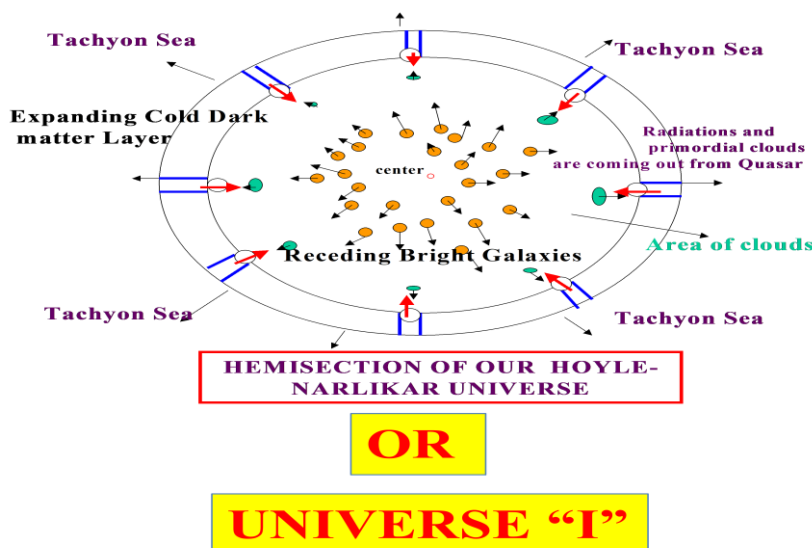 Tachyon Sea
Tachyon Sea
Expanding Cold Dark
matter Layer
Radiations and
primordial clouds
are coming out from Quasar
center
Area of clouds
Receding Bright Galaxies
Tachyon Sea
Tachyon Sea
HEMISECTION OF OUR HOYLE-
NARLIKAR UNIVERSE
OR
UNIVERSE “I”